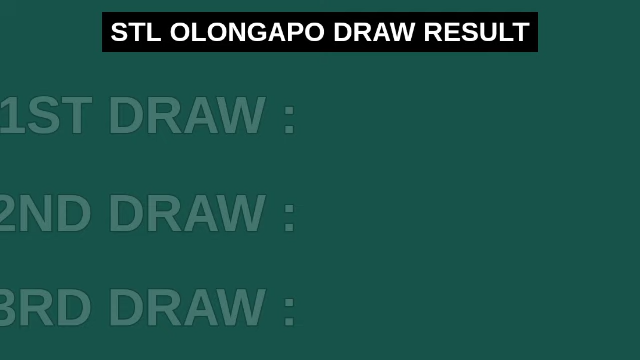 STL OLONGAPO DRAW RESULT
1ST DRAW :
2ND DRAW :
3RD DRAW :